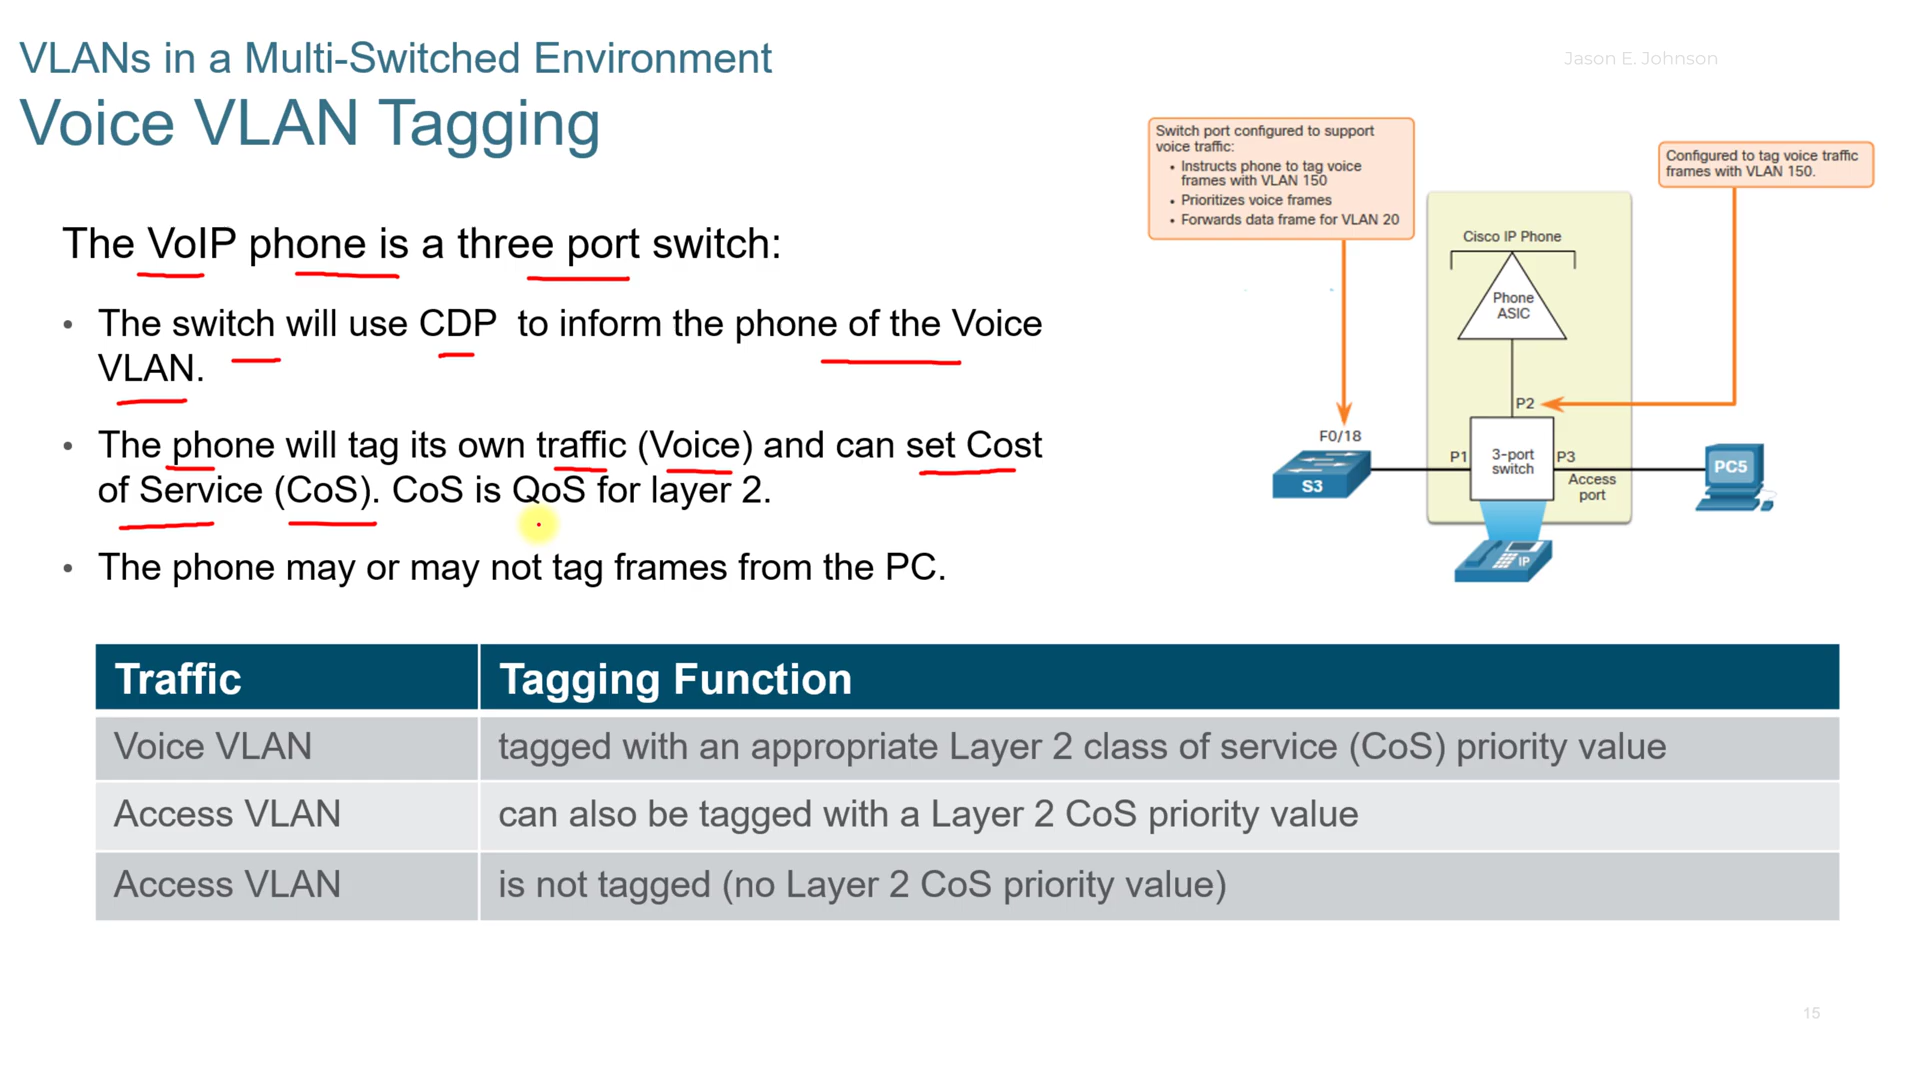 VLANs in a Multi-Switched Environment
Voice VLAN Tagging
Jason E. Johnson
The VoIP phone is a three port switch:
• The switch will use CDP to inform the phone of the Voice
VLAN.
• The phone will tag its own traffic (Voice) and can set Cost
of Service (CoS). CoS is QoS for layer 2.
• The phone may or may not tag frames from the PC.
Switch port configured to support
voice traffic:
• Instructs phone to tag voice
frames with VLAN 150
• Prioritizes voice frames
• Forwards data frame for VLAN 20
Configured to tag voice traffic
frames with VLAN 150.
Cisco IP Phone
Phone
ASIC
P2
F0/18
S3
P1
3-port
switch
P3
Access
port
PC5
IP
Traffic
Tagging Function
Voice VLAN
tagged with an appropriate Layer 2 class of service (CoS) priority value
Access VLAN
can also be tagged with a Layer 2 CoS priority value
Access VLAN
is not tagged (no Layer 2 CoS priority value)
15